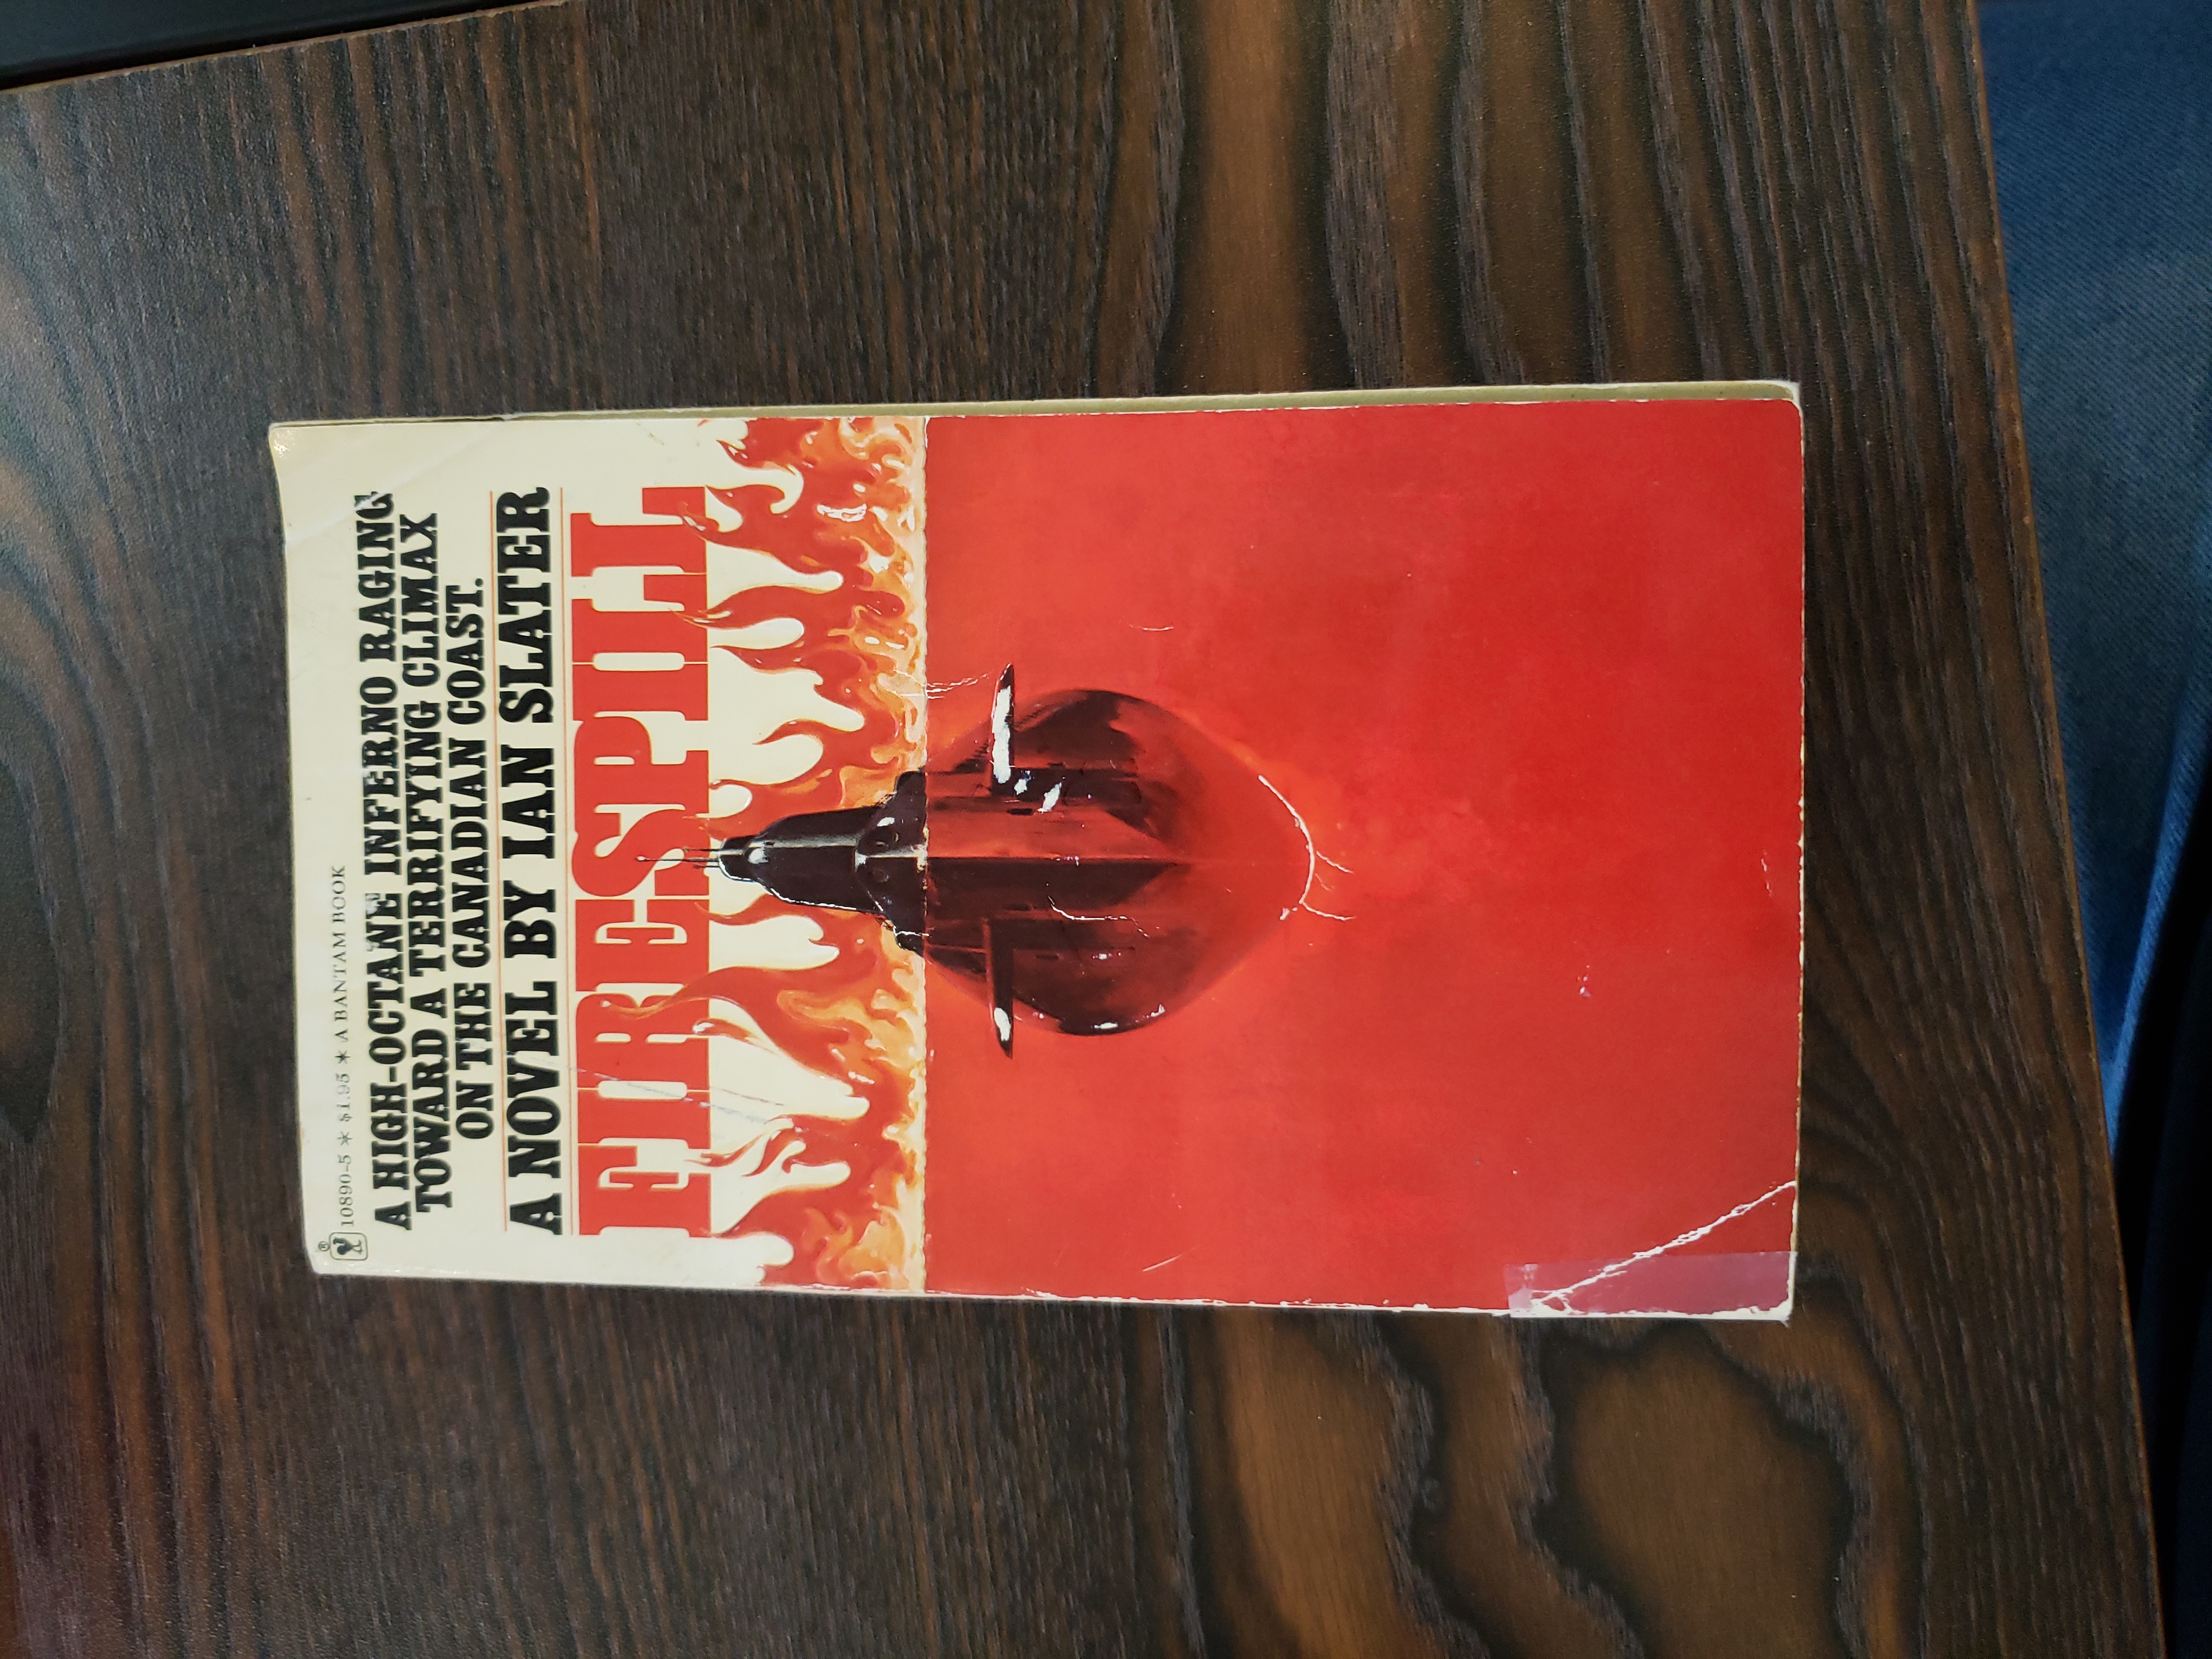 ® 10890-5 * $1.95 * A BANTAM BOOK
A HIGH-OCTANE INFERNO RAGING
TOWARD A TERRIFYING CLIMAX
ON THE CANADIAN COAST.
A NOVEL BY IAN SLATER
FIRESPILL